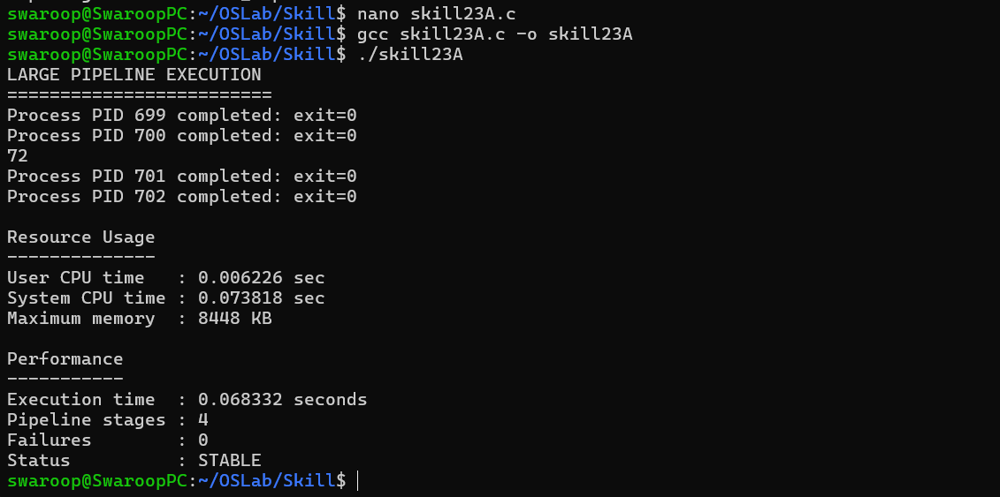 swaroop@SwaroopPC:~/OSLab/Skill$ nano skill23A.c
swaroop@SwaroopPC:~/OSLab/Skill$ gcc skill23A.c -o skill23A
swaroop@SwaroopPC:~/OSLab/Skill$ ./skill23A
LARGE PIPELINE EXECUTION
=========================
Process PID 699 completed: exit=0
Process PID 700 completed: exit=0
72
Process PID 701 completed: exit=0
Process PID 702 completed: exit=0

Resource Usage
--------------
User CPU time   : 0.006226 sec
System CPU time : 0.073818 sec
Maximum memory  : 8448 KB

Performance
-----------
Execution time  : 0.068332 seconds
Pipeline stages : 4
Failures        : 0
Status          : STABLE
swaroop@SwaroopPC:~/OSLab/Skill$